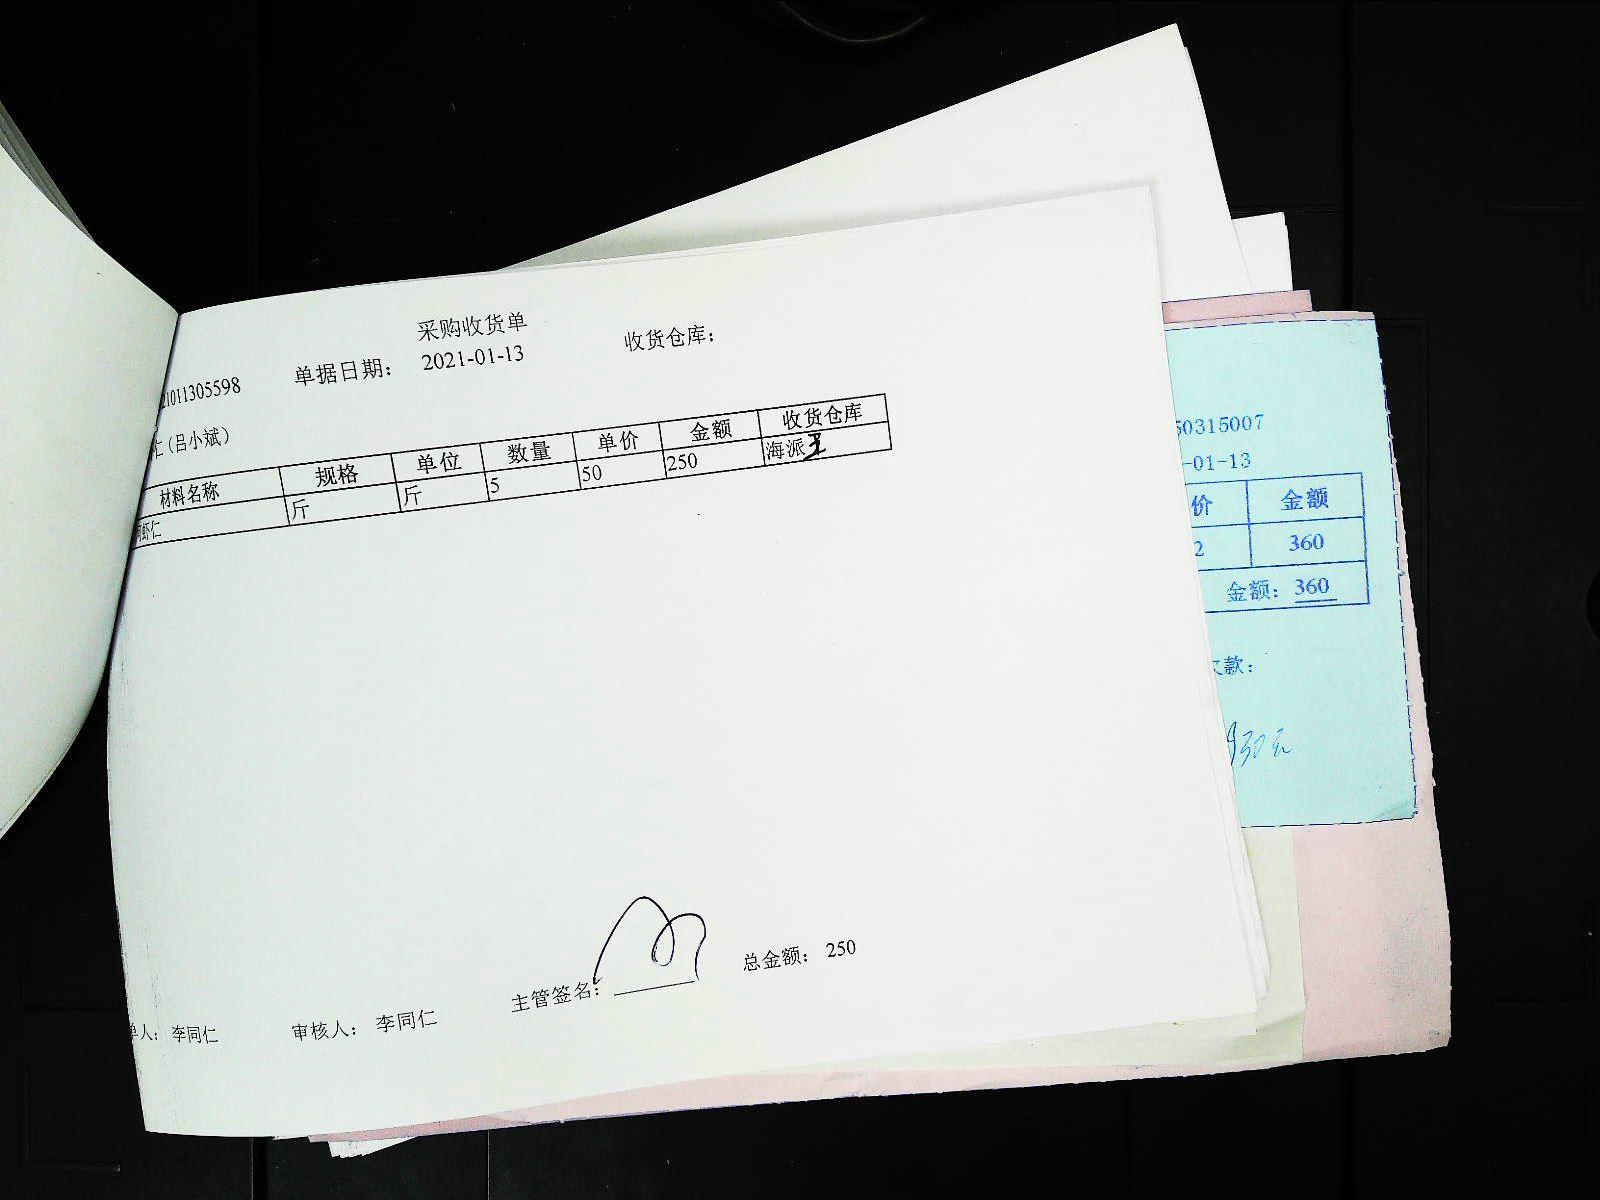 采购收货单
21011305598 单据日期： 2021-01-13 收货仓库：
仁(吕小斌)
材料名称 规格 单位 数量 单价 金额 收货仓库
虾仁 斤 斤 5 50 250 海派
主管签名： 总金额： 250
单人： 李同仁 审核人： 李同仁
50315007
-01-13
价 金额
2 360
金额： 360
欠款：